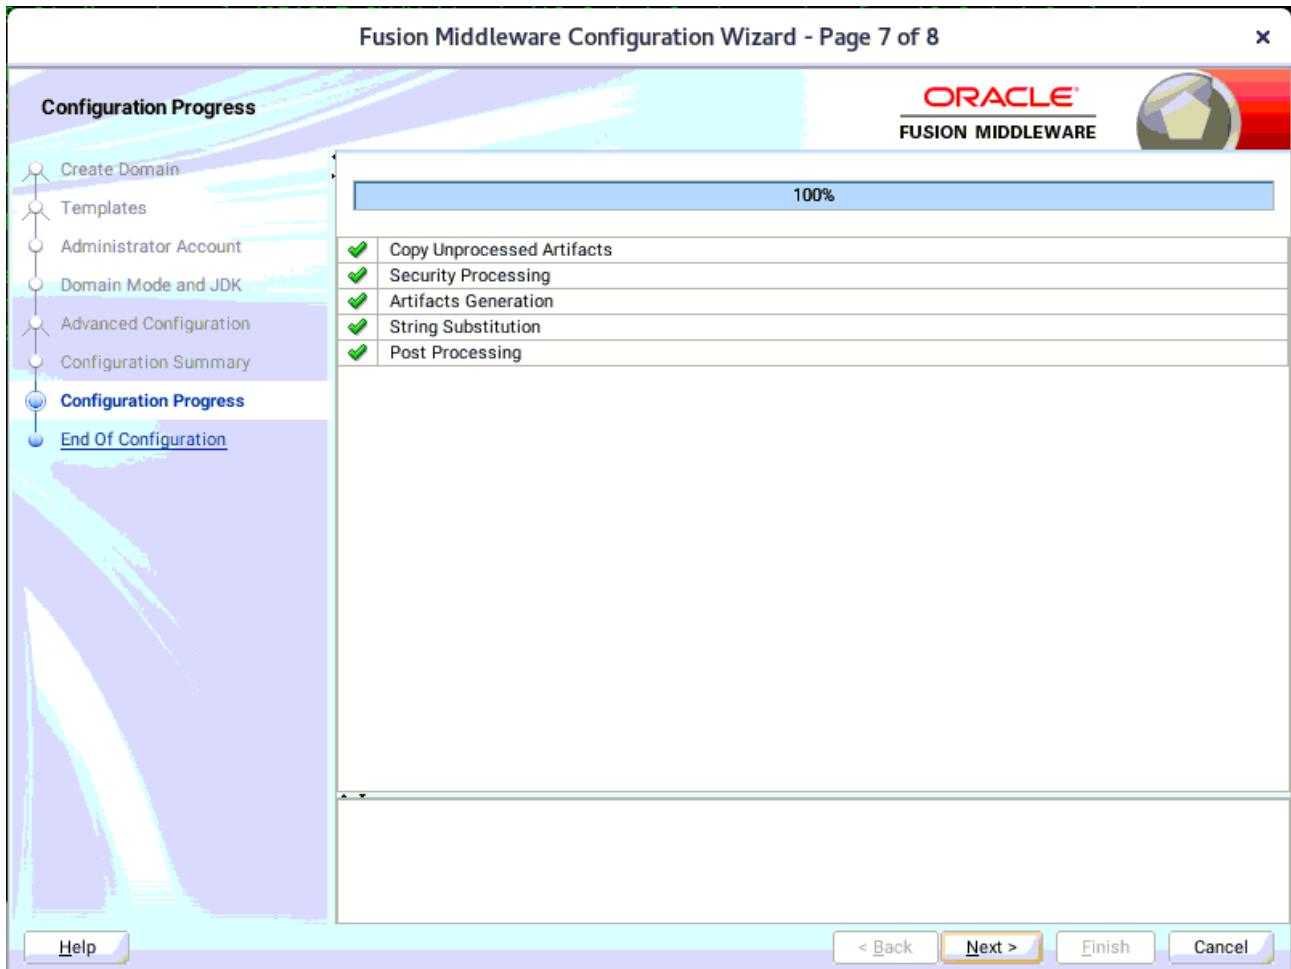 Fusion Middleware Configuration Wizard - Page 7 of 8
Configuration Progress
ORACLE
FUSION MIDDLEWARE
Create Domain
Templates
Administrator Account
Domain Mode and JDK
Advanced Configuration
Configuration Summary
Configuration Progress
End Of Configuration
100%
Copy Unprocessed Artifacts
Security Processing
Artifacts Generation
String Substitution
Post Processing
Help
< Back
Next >
Finish
Cancel